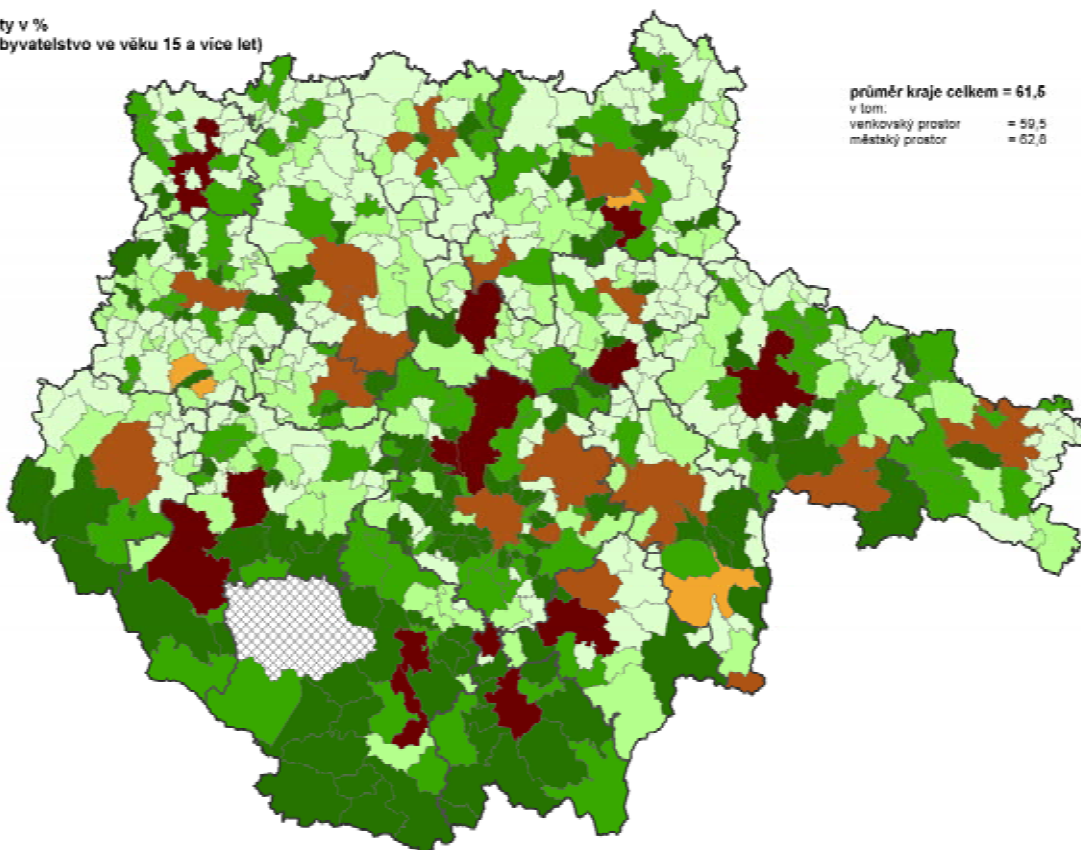 ty v %
byvatelstvo ve věku 15 a více let)
průměr kraje celkem = 61,5
v tom:
venkovský prostor = 59,5
městský prostor = 62,8